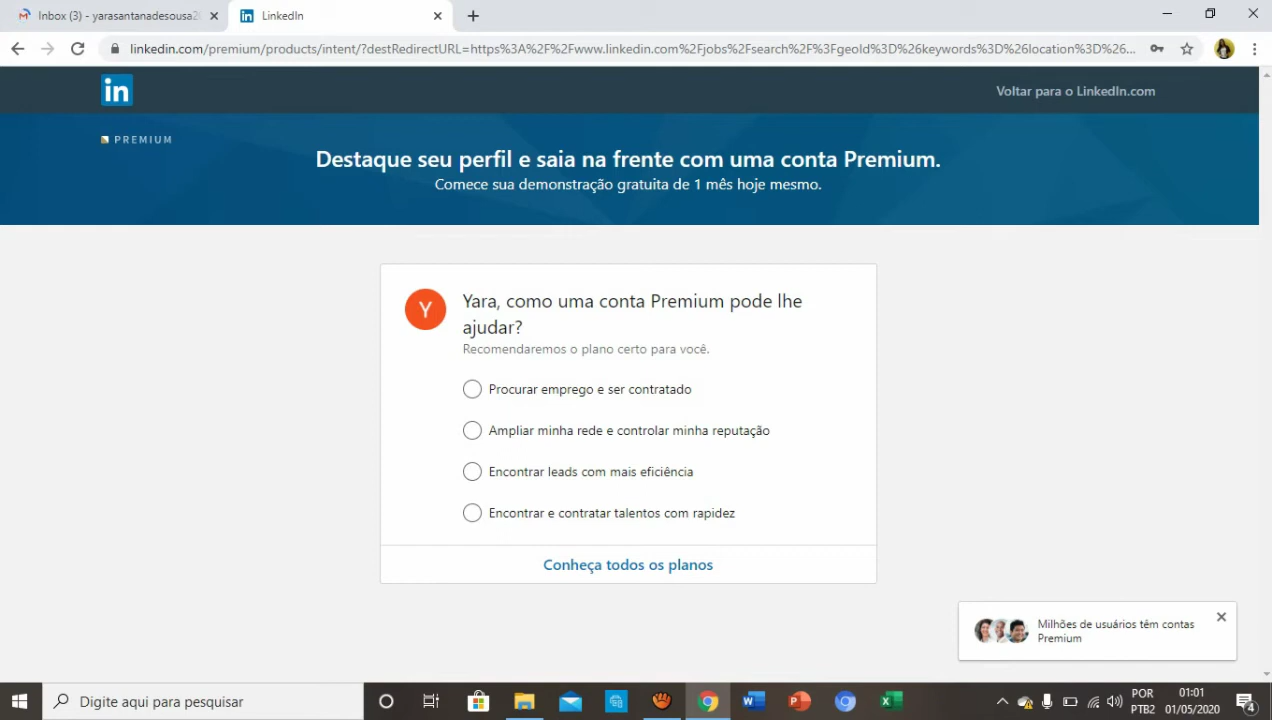 Inbox (3) - yarasantanadesousa2
LinkedIn
linkedin.com/premium/products/intent/?destRedirectURL=https%3A%2F%2Fwww.linkedin.com%2Fjobs%2Fsearch%2F%3FgeoId%3D%26keywords%3D%26location%3D%26...
in
Voltar para o LinkedIn.com
PREMIUM
Destaque seu perfil e saia na frente com uma conta Premium.
Comece sua demonstração gratuita de 1 mês hoje mesmo.
Y
Yara, como uma conta Premium pode lhe
ajudar?
Recomendaremos o plano certo para você.
Procurar emprego e ser contratado
Ampliar minha rede e controlar minha reputação
Encontrar leads com mais eficiência
Encontrar e contratar talentos com rapidez
Conheça todos os planos
Milhões de usuários têm contas
Premium
Digite aqui para pesquisar
POR
PTB2
01:01
01/05/2020
4